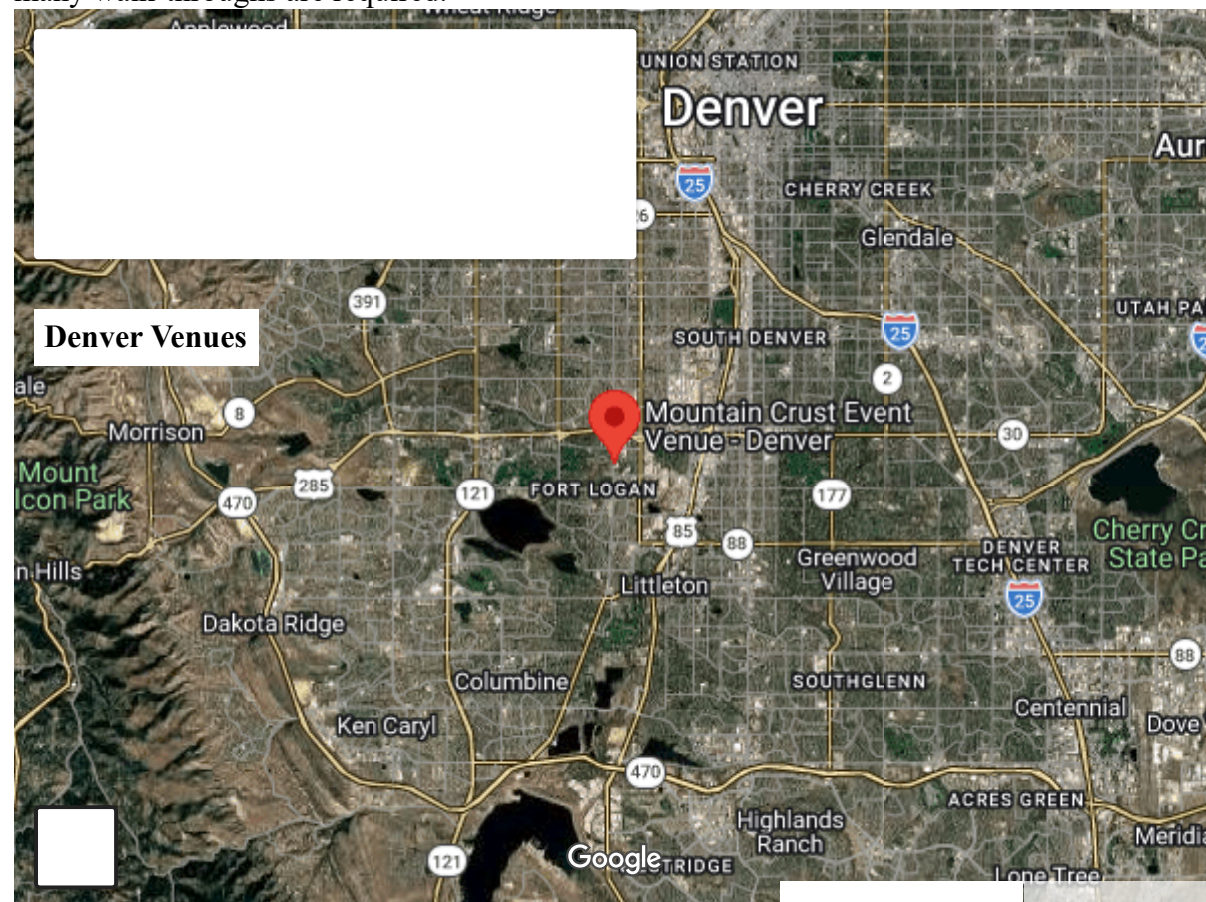 UNION STATION
Denver
Aur
25
CHERRY CREEK
Glendale
391
UTAH PA
Denver Venues
SOUTH DENVER
25
2
ale
8
Mountain Crust Event
Venue - Denver
Morrison
30
Mount
Icon Park
285
470
121
FORT LOGAN
177
85
88
Cherry Cr
State Pa
DENVER
TECH CENTER
Greenwood
Village
n Hills
Littleton
25
Dakota Ridge
88
Columbine
SOUTHGLENN
Centennial
Ken Caryl
Dove
470
ACRES GREEN
Highlands
Ranch
Meridia
121
Google
TRIDGE
Lone Tree